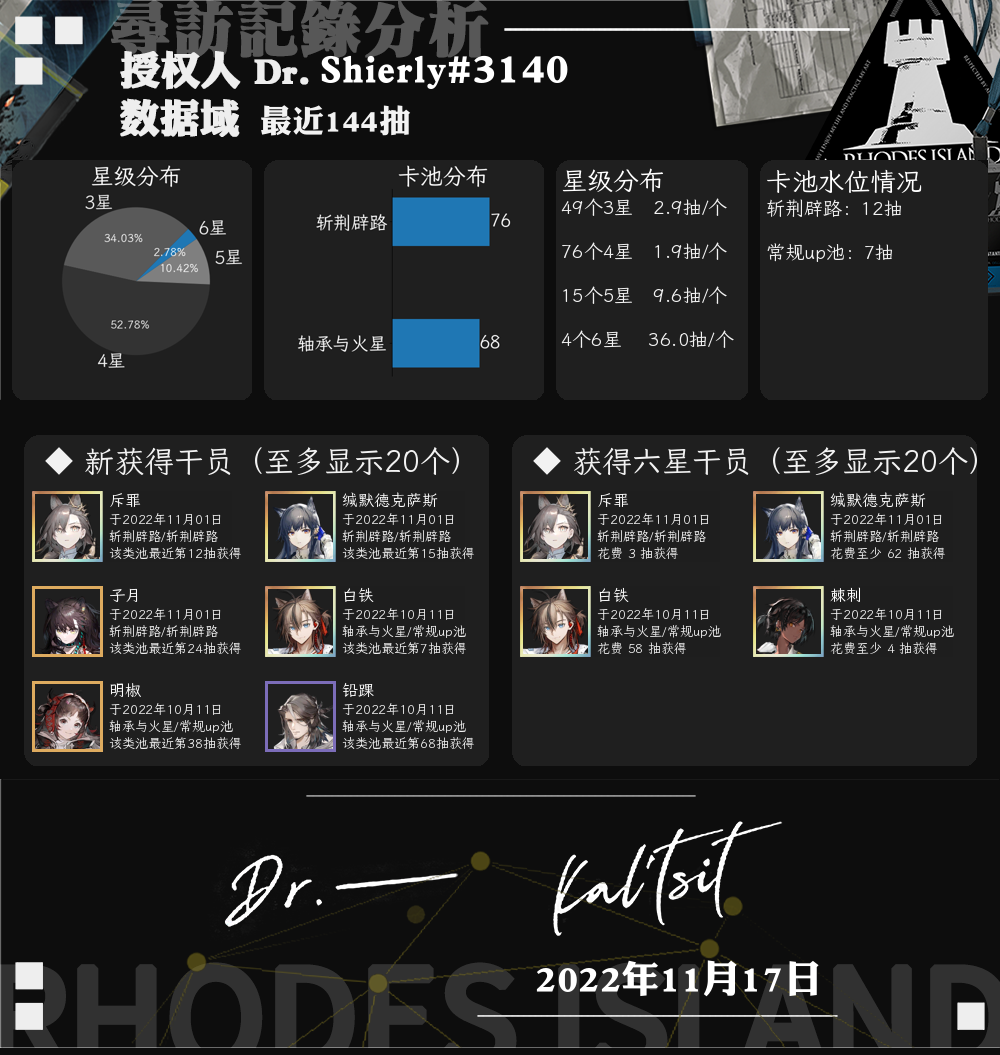 尋訪記錄分析
授权人 Dr. Shierly#3140
数据域 最近144抽
RHODES ISLAND
星级分布
3星
6星
5星
4星
34.03%
2.78%
10.42%
52.78%
卡池分布
斩荆辟路 76
轴承与火星 68
星级分布
49个3星 2.9抽/个
76个4星 1.9抽/个
15个5星 9.6抽/个
4个6星 36.0抽/个
卡池水位情况
斩荆辟路：12抽
常规up池：7抽
◆ 新获得干员（至多显示20个）
斥罪
于2022年11月01日
斩荆辟路/斩荆辟路
该类池最近第12抽获得
缄默德克萨斯
于2022年11月01日
斩荆辟路/斩荆辟路
该类池最近第15抽获得
子月
于2022年11月01日
斩荆辟路/斩荆辟路
该类池最近第24抽获得
白铁
于2022年10月11日
轴承与火星/常规up池
该类池最近第7抽获得
明椒
于2022年10月11日
轴承与火星/常规up池
该类池最近第38抽获得
铅踝
于2022年10月11日
轴承与火星/常规up池
该类池最近第68抽获得
◆ 获得六星干员（至多显示20个）
斥罪
于2022年11月01日
斩荆辟路/斩荆辟路
花费 3 抽获得
缄默德克萨斯
于2022年11月01日
斩荆辟路/斩荆辟路
花费至少 62 抽获得
白铁
于2022年10月11日
轴承与火星/常规up池
花费 58 抽获得
棘刺
于2022年10月11日
轴承与火星/常规up池
花费至少 4 抽获得
Dr. —
Kal'tsit
2022年11月17日
RHODES ISLAND